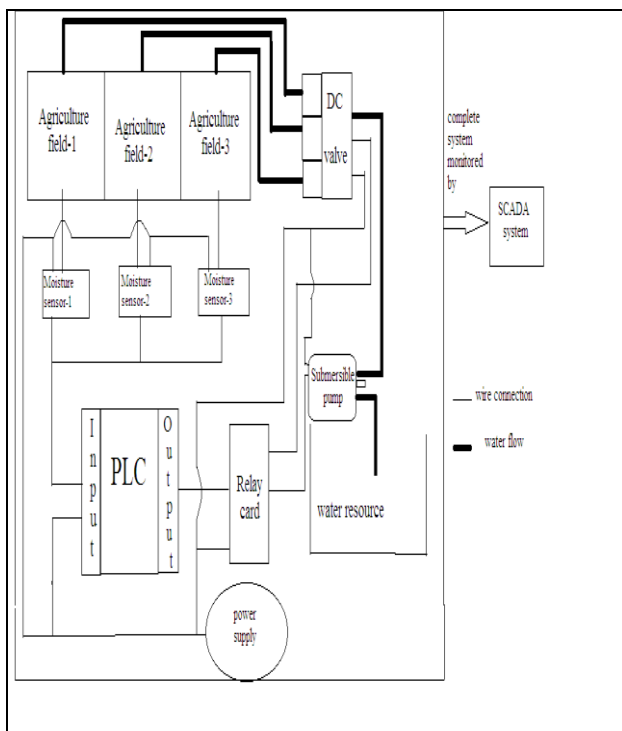 Agriculture
field-1
Agriculture
field-2
Agriculture
field-3
DC
valve
complete
system
monitored
by
SCADA
system
Moisture
sensor-1
Moisture
sensor-2
Moisture
sensor-3
Submersible
pump
wire connection
water flow
Input
PLC
Output
Relay
card
water resource
power
supply